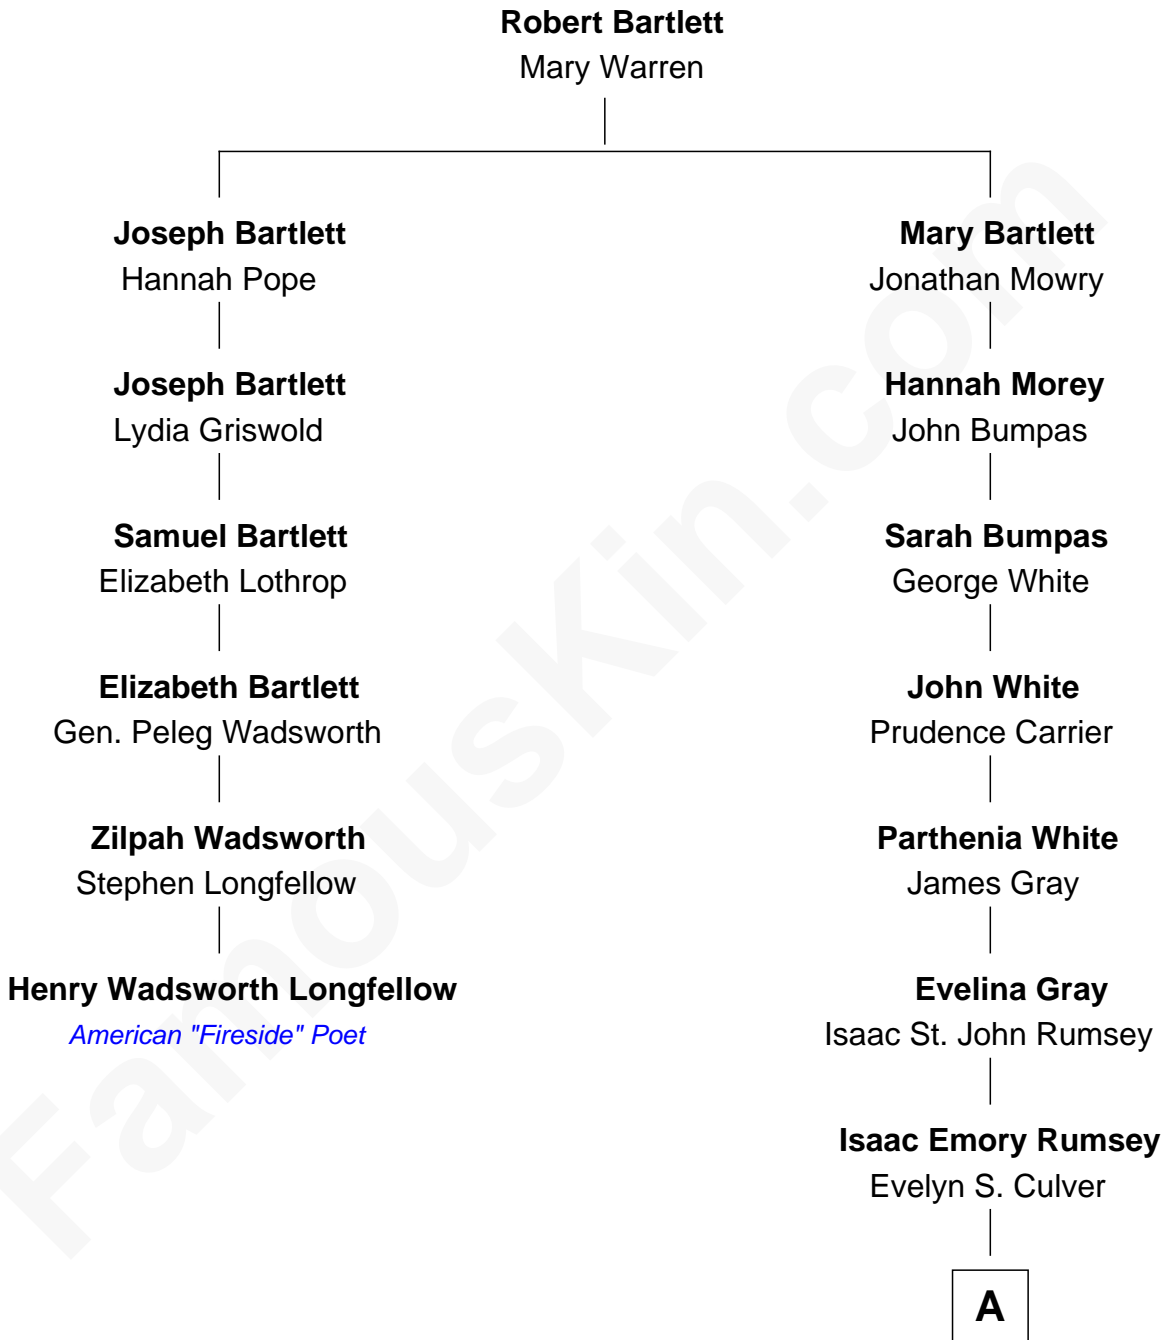 Robert Bartlett
Mary Warren
Joseph Bartlett
Hannah Pope
Mary Bartlett
Jonathan Mowry
Joseph Bartlett
Lydia Griswold
Hannah Morey
John Bumpas
Samuel Bartlett
Elizabeth Lothrop
Sarah Bumpas
George White
Elizabeth Bartlett
Gen. Peleg Wadsworth
John White
Prudence Carrier
Zilpah Wadsworth
Stephen Longfellow
Parthenia White
James Gray
Henry Wadsworth Longfellow
American "Fireside" Poet
Evelina Gray
Isaac St. John Rumsey
Isaac Emory Rumsey
Evelyn S. Culver
A
FamousKin.com